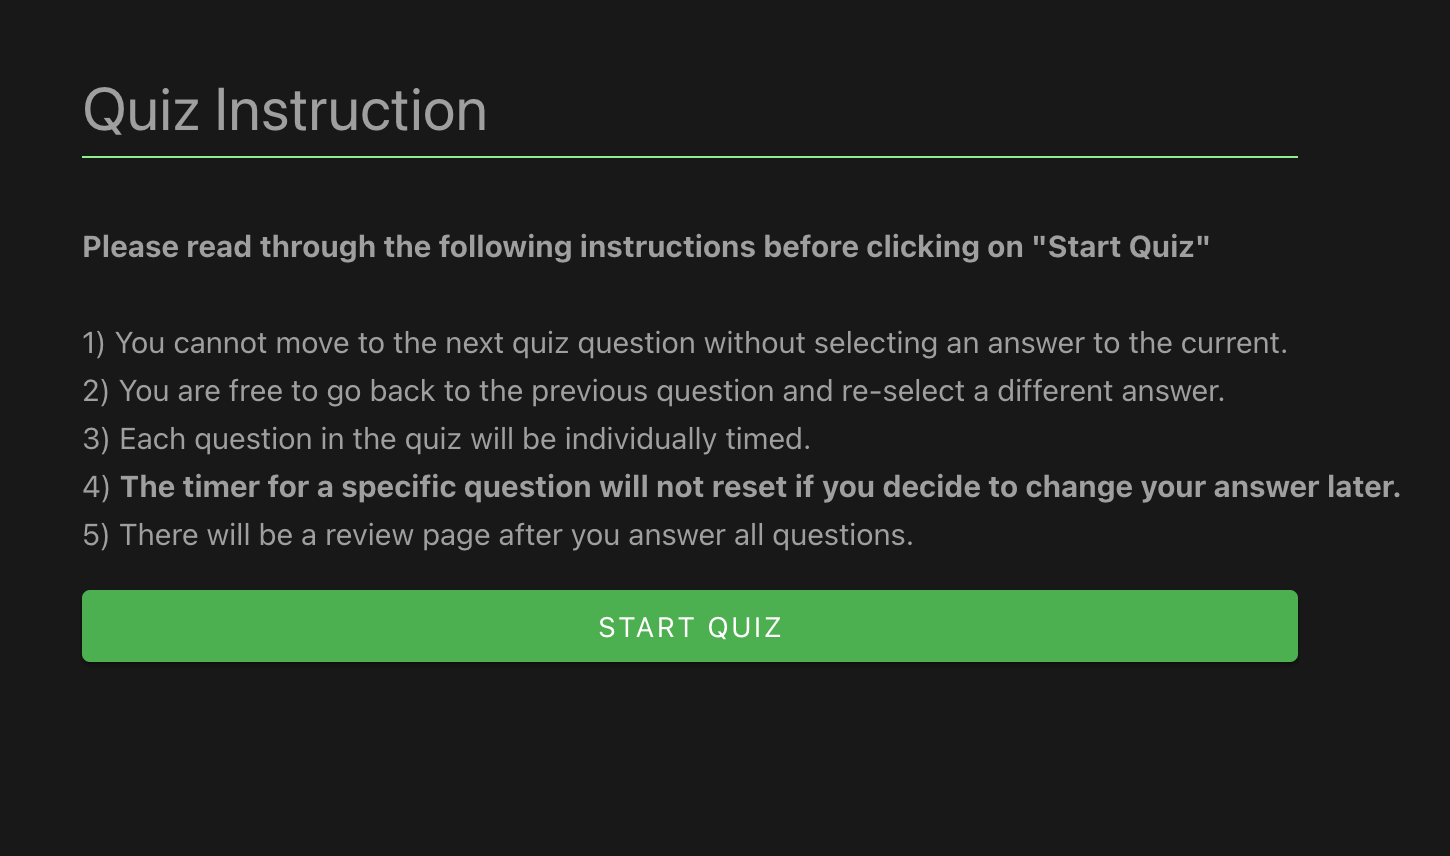 Quiz Instruction
Please read through the following instructions before clicking on "Start Quiz"
1) You cannot move to the next quiz question without selecting an answer to the current.
2) You are free to go back to the previous question and re-select a different answer.
3) Each question in the quiz will be individually timed.
4) The timer for a specific question will not reset if you decide to change your answer later.
5) There will be a review page after you answer all questions.
START QUIZ